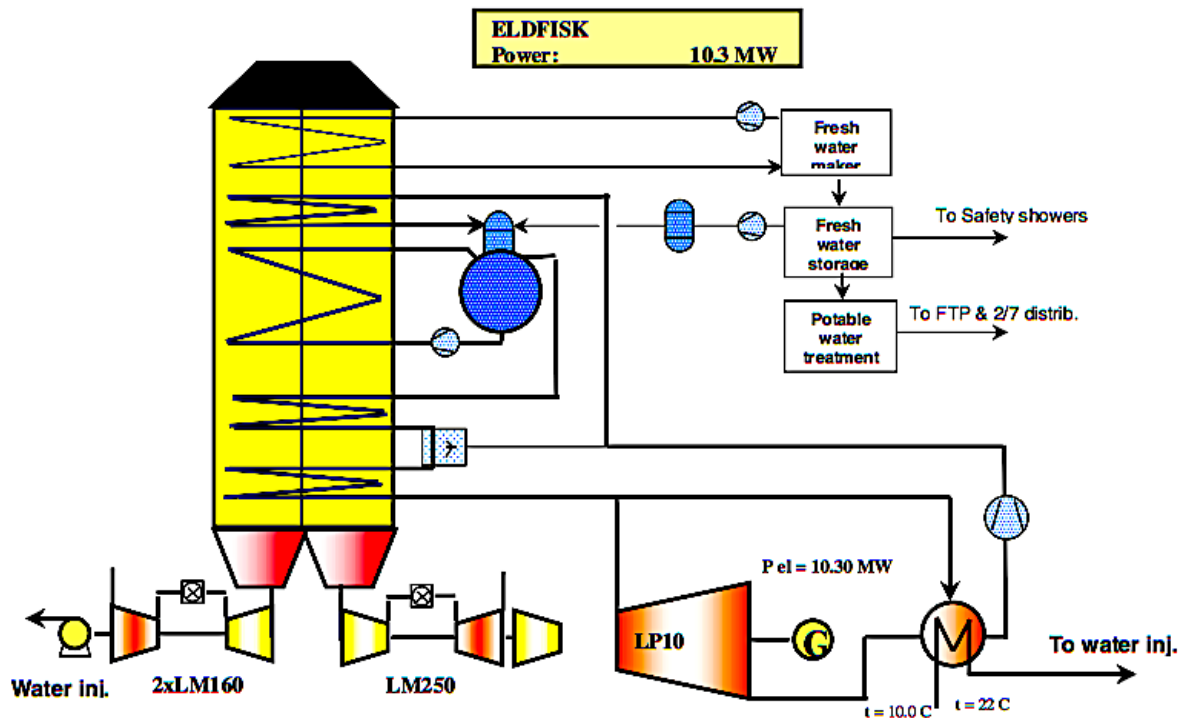 ELDFISK
Power: 10.3 MW
Fresh
water
maker
To Safety showers
Fresh
water
storage
To FTP & 2/7 distrib.
Potable
water
treatment
P el = 10.30 MW
LP10
G
To water inj.
Water inj.
2xLM160
LM250
t = 10.0 C
t = 22 C